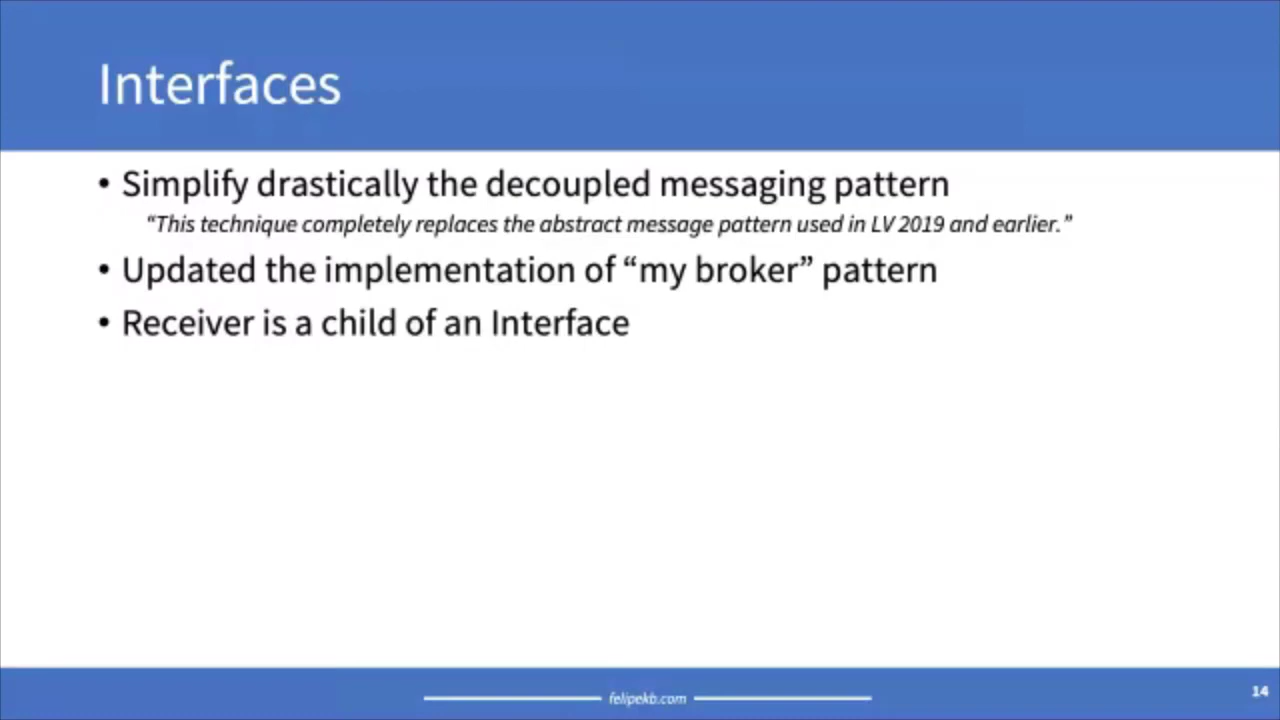 Interfaces
• Simplify drastically the decoupled messaging pattern
“This technique completely replaces the abstract message pattern used in LV 2019 and earlier.”
• Updated the implementation of “my broker” pattern
• Receiver is a child of an Interface
felipekb.com
14